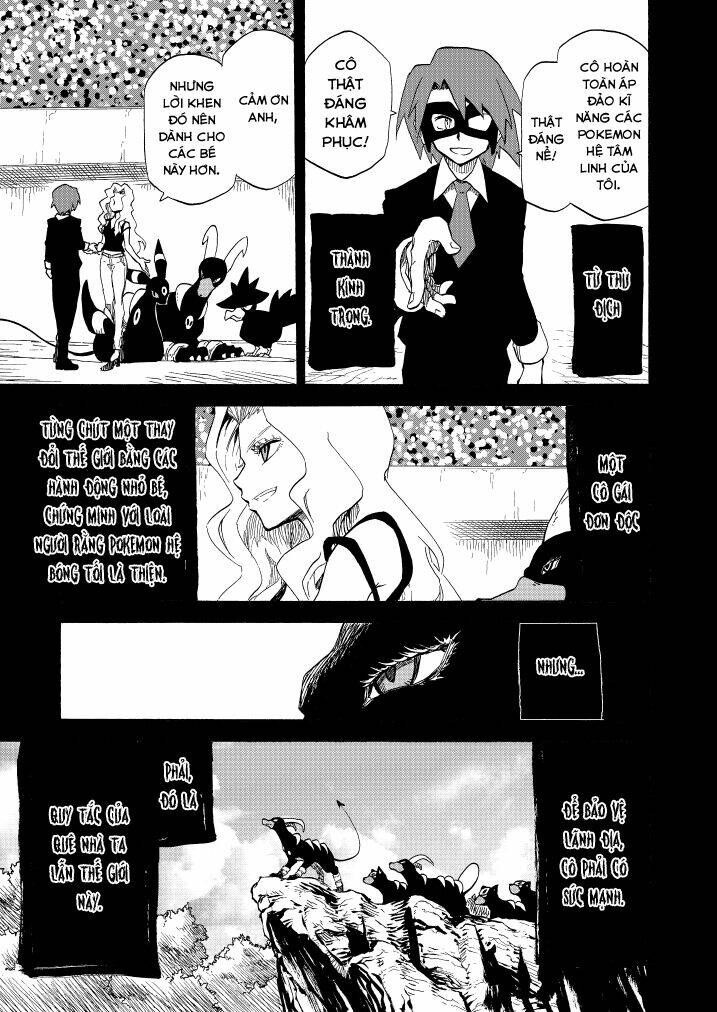 CÔ HOÀN
TOÀN ÁP
ĐẢO KĨ
NĂNG CÁC
POKEMON
HỆ TÂM
LINH CỦA
TÔI.
THẬT
ĐÁNG NỂ!
CÔ
THẬT ĐÁNG
KHÂM
PHỤC!
TỪ THÙ
ĐỊCH
THÀNH
KÍNH
TRỌNG.
CẢM ƠN
ANH,
NHƯNG
LỜI KHEN
ĐÓ NÊN
DÀNH CHO
CÁC BÉ
NÀY HƠN.
MỘT
CÔ GÁI
ĐƠN ĐỘC
TỪNG CHÚT MỘT THAY
ĐỔI THẾ GIỚI BẰNG CÁC
HÀNH ĐỘNG NHỎ BÉ,
CHỨNG MINH VỚI LOÀI
NGƯỜI RẰNG POKEMON HỆ
BÓNG TỐI LÀ THIỆN.
NHƯNG...
ĐỂ BẢO VỆ
LÃNH ĐỊA,
CÔ PHẢI CÓ
SỨC MẠNH.
PHẢI,
ĐÓ LÀ
QUY TẮC CỦA
QUÊ NHÀ TA
LẪN THẾ GIỚI
NÀY.